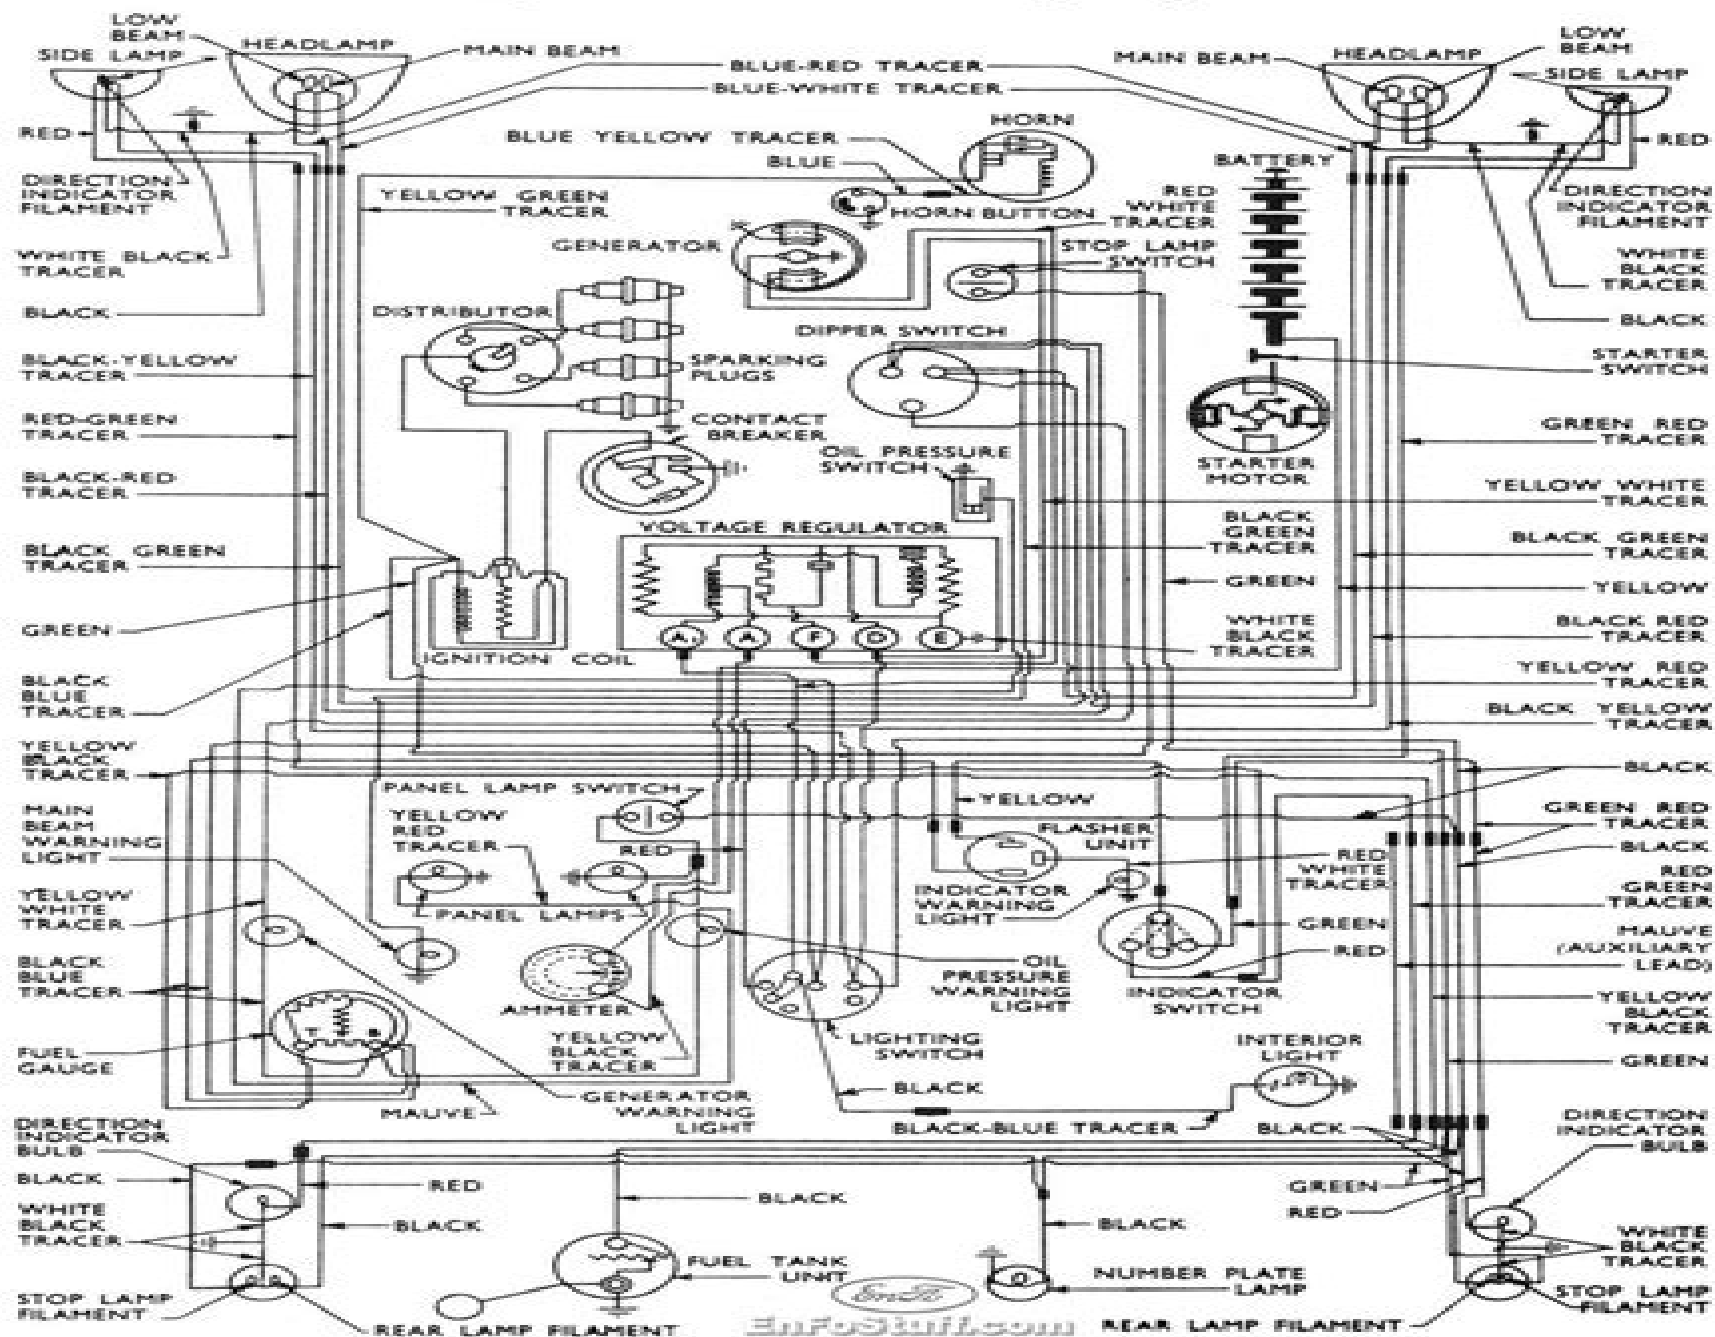 LOW
BEAM
SIDE LAMP
HEADLAMP
MAIN BEAM
BLUE-RED TRACER
BLUE-WHITE TRACER
MAIN BEAM
HEADLAMP
LOW
BEAM
SIDE LAMP
RED
HORN
BLUE YELLOW TRACER
BLUE
BATTERY
RED
DIRECTION
INDICATOR
FILAMENT
YELLOW GREEN
TRACER
HORN BUTTON
RED
WHITE
TRACER
DIRECTION
INDICATOR
FILAMENT
GENERATOR
STOP LAMP
SWITCH
WHITE BLACK
TRACER
WHITE
BLACK
TRACER
BLACK
DISTRIBUTOR
DIPPER SWITCH
BLACK
BLACK-YELLOW
TRACER
SPARKING
PLUGS
STARTER
SWITCH
RED-GREEN
TRACER
CONTACT
BREAKER
GREEN RED
TRACER
OIL PRESSURE
SWITCH
STARTER
MOTOR
BLACK-RED
TRACER
YELLOW WHITE
TRACER
VOLTAGE REGULATOR
BLACK
GREEN
TRACER
BLACK GREEN
TRACER
BLACK GREEN
TRACER
GREEN
YELLOW
GREEN
A
A
F
D
E
WHITE
BLACK
TRACER
BLACK RED
TRACER
IGNITION COIL
BLACK
BLUE
TRACER
YELLOW RED
TRACER
BLACK YELLOW
TRACER
YELLOW
BLACK
TRACER
BLACK
PANEL LAMP SWITCH
YELLOW
MAIN
BEAM
WARNING
LIGHT
YELLOW
RED
TRACER
RED
FLASHER
UNIT
GREEN RED
TRACER
BLACK
RED
WHITE
TRACER
INDICATOR
WARNING
LIGHT
RED
GREEN
TRACER
YELLOW
WHITE
TRACER
PANEL LAMPS
GREEN
RED
MAUVE
(AUXILIARY
LEAD)
BLACK
BLUE
TRACER
OIL
PRESSURE
WARNING
LIGHT
INDICATOR
SWITCH
YELLOW
BLACK
TRACER
AMMETER
T
B
LIGHTING
SWITCH
INTERIOR
LIGHT
YELLOW
BLACK
TRACER
FUEL
GAUGE
GREEN
BLACK
MAUVE
GENERATOR
WARNING
LIGHT
BLACK-BLUE TRACER
BLACK
DIRECTION
INDICATOR
BULB
DIRECTION
INDICATOR
BULB
BLACK
RED
BLACK
GREEN
WHITE
BLACK
TRACER
BLACK
BLACK
RED
WHITE
BLACK
TRACER
FUEL TANK
UNIT
NUMBER PLATE
LAMP
STOP LAMP
FILAMENT
STOP LAMP
FILAMENT
REAR LAMP FILAMENT
EnFoStuff.com
REAR LAMP FILAMENT